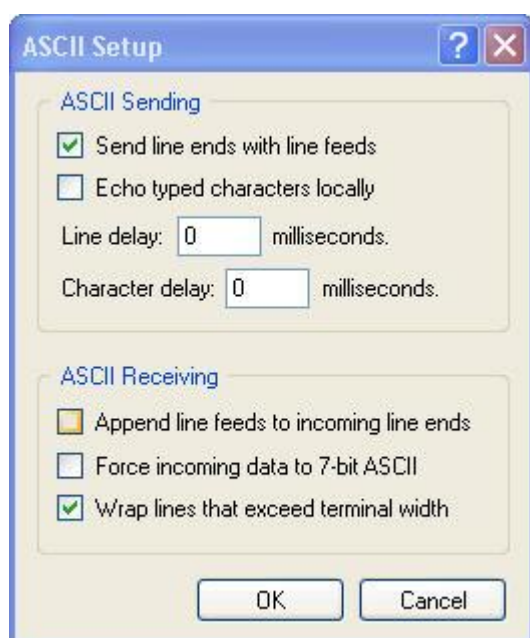 ASCII Setup
ASCII Sending
Send line ends with line feeds
Echo typed characters locally
Line delay: 0 milliseconds.
Character delay: 0 milliseconds.
ASCII Receiving
Append line feeds to incoming line ends
Force incoming data to 7-bit ASCII
Wrap lines that exceed terminal width
OK Cancel